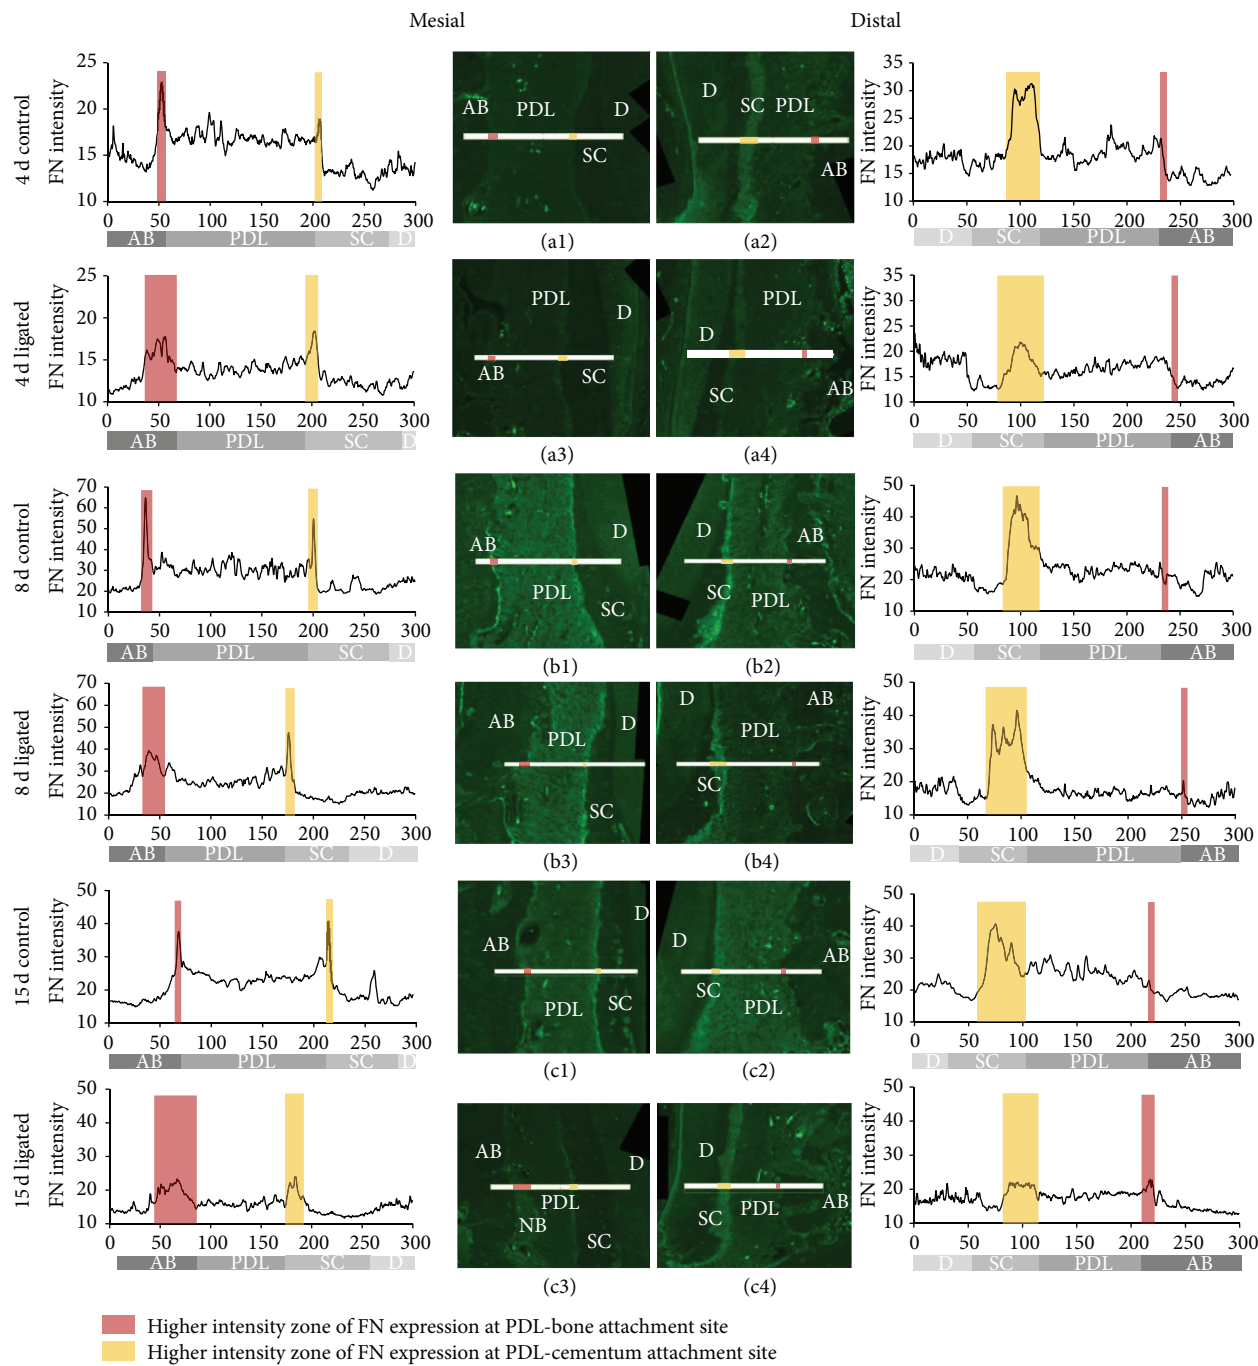 Mesial Distal
4 d control
FN intensity
25
20
15
10
0 50 100 150 200 250 300
AB PDL SC D
AB PDL D SC
(a1)
D SC PDL AB
(a2)
FN intensity
35
30
25
20
15
10
0 50 100 150 200 250 300
D SC PDL AB
4 d ligated
FN intensity
25
20
15
10
0 50 100 150 200 250 300
AB PDL SC D
PDL D AB SC
(a3)
PDL D SC AB
(a4)
FN intensity
35
30
25
20
15
10
0 50 100 150 200 250 300
D SC PDL AB
8 d control
FN intensity
70
60
50
40
30
20
10
0 50 100 150 200 250 300
AB PDL SC D
D AB PDL SC
(b1)
D AB SC PDL
(b2)
FN intensity
50
40
30
20
10
0 50 100 150 200 250 300
D SC PDL AB
8 d ligated
FN intensity
70
60
50
40
30
20
10
0 50 100 150 200 250 300
AB PDL SC D
AB D PDL SC
(b3)
D AB PDL SC
(b4)
FN intensity
50
40
30
20
10
0 50 100 150 200 250 300
D SC PDL AB
15 d control
FN intensity
50
40
30
20
10
0 50 100 150 200 250 300
AB PDL SC D
D AB SC PDL
(c1)
D AB SC PDL
(c2)
FN intensity
50
40
30
20
10
0 50 100 150 200 250 300
D SC PDL AB
15 d ligated
FN intensity
50
40
30
20
10
0 50 100 150 200 250 300
AB PDL SC D
AB D PDL NB SC
(c3)
D AB SC PDL
(c4)
FN intensity
50
40
30
20
10
0 50 100 150 200 250 300
D SC PDL AB
Higher intensity zone of FN expression at PDL-bone attachment site
Higher intensity zone of FN expression at PDL-cementum attachment site